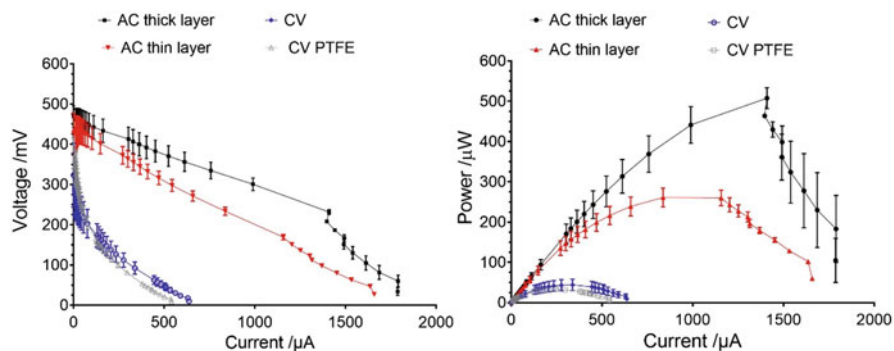 AC thick layer CV
AC thin layer CV PTFE
600
500
400
300
200
100
0
Voltage /mV
0 500 1000 1500 2000
Current /µA
AC thick layer CV
AC thin layer CV PTFE
600
500
400
300
200
100
0
Power /µW
0 500 1000 1500 2000
Current /µA